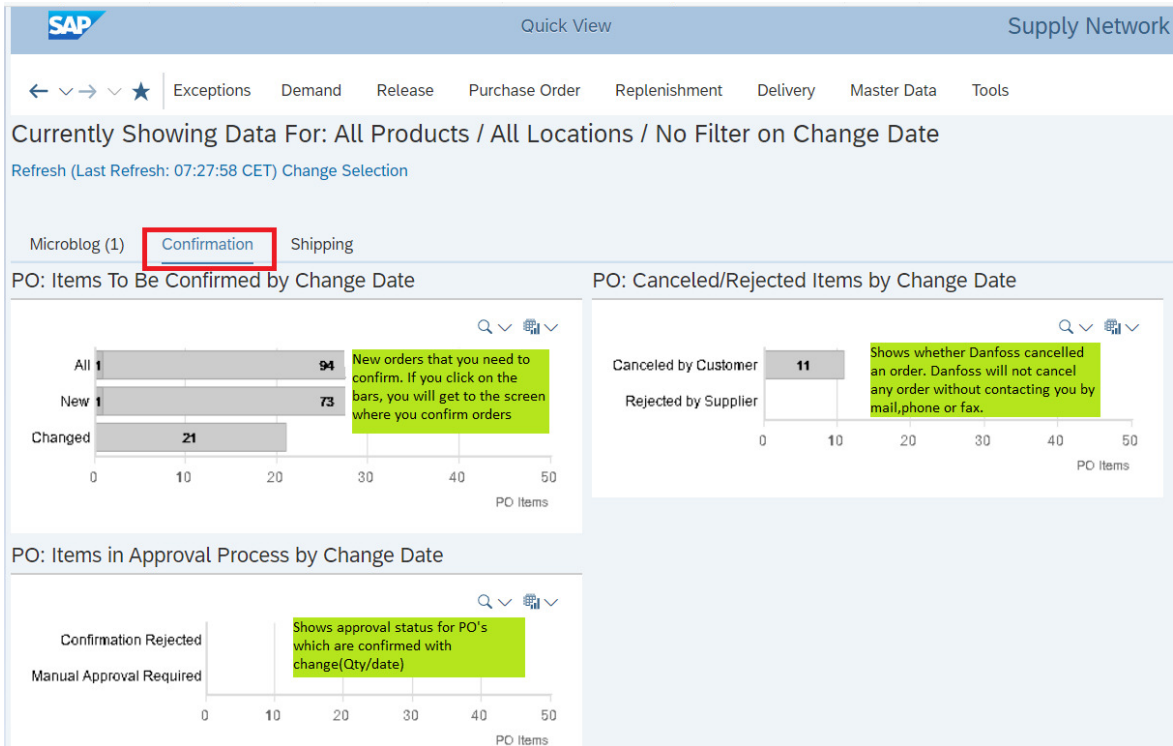 SAP
Quick View
Supply Network
Exceptions Demand Release Purchase Order Replenishment Delivery Master Data Tools
Currently Showing Data For: All Products / All Locations / No Filter on Change Date
Refresh (Last Refresh: 07:27:58 CET) Change Selection
Microblog (1) Confirmation Shipping
PO: Items To Be Confirmed by Change Date
All 1 94
New 1 73
Changed 21
0 10 20 30 40 50
PO Items
New orders that you need to
confirm. If you click on the
bars, you will get to the screen
where you confirm orders
PO: Canceled/Rejected Items by Change Date
Canceled by Customer 11
Rejected by Supplier
0 10 20 30 40 50
PO Items
Shows whether Danfoss cancelled
an order. Danfoss will not cancel
any order without contacting you by
mail,phone or fax.
PO: Items in Approval Process by Change Date
Confirmation Rejected
Manual Approval Required
0 10 20 30 40 50
PO Items
Shows approval status for PO's
which are confirmed with
change(Qty/date)